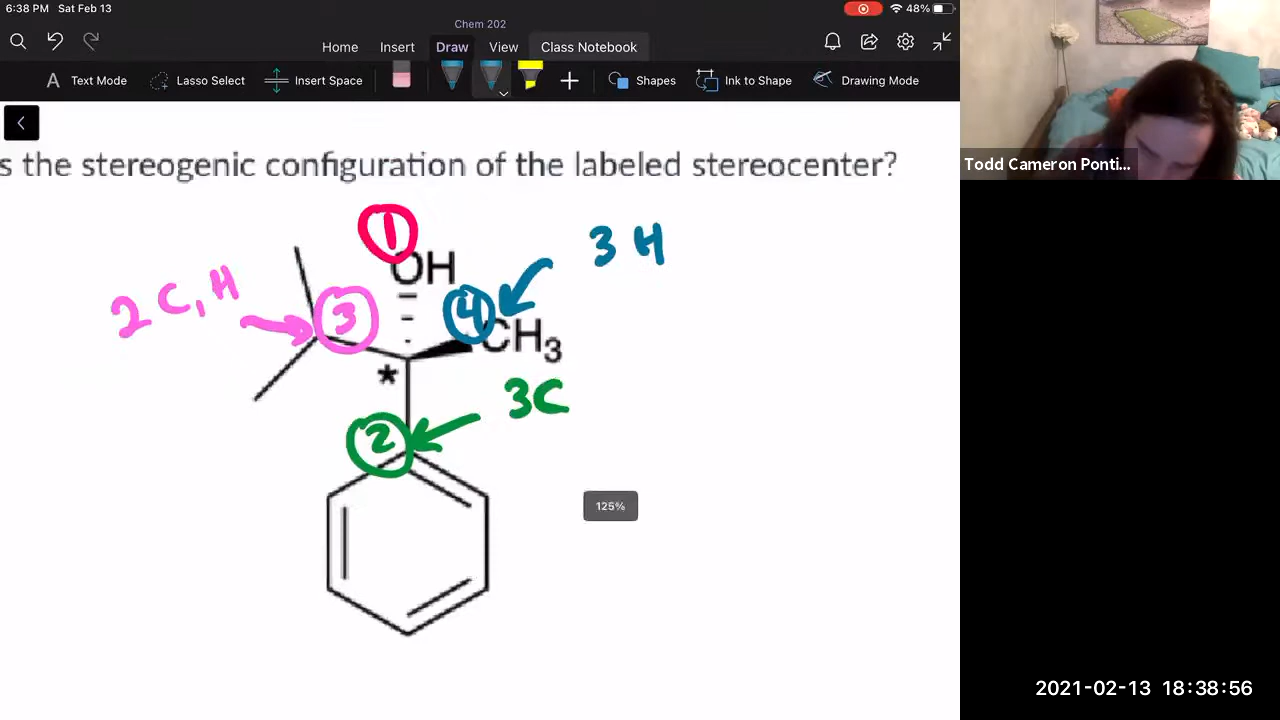 6:38 PM Sat Feb 13
48%
Chem 202
Home Insert Draw View Class Notebook
Text Mode Lasso Select Insert Space Shapes Ink to Shape Drawing Mode
s the stereogenic configuration of the labeled stereocenter?
1
OH
3 H
2 C, H
3
4
CH3
*
3C
2
125%
Todd Cameron Ponti...
2021-02-13 18:38:56